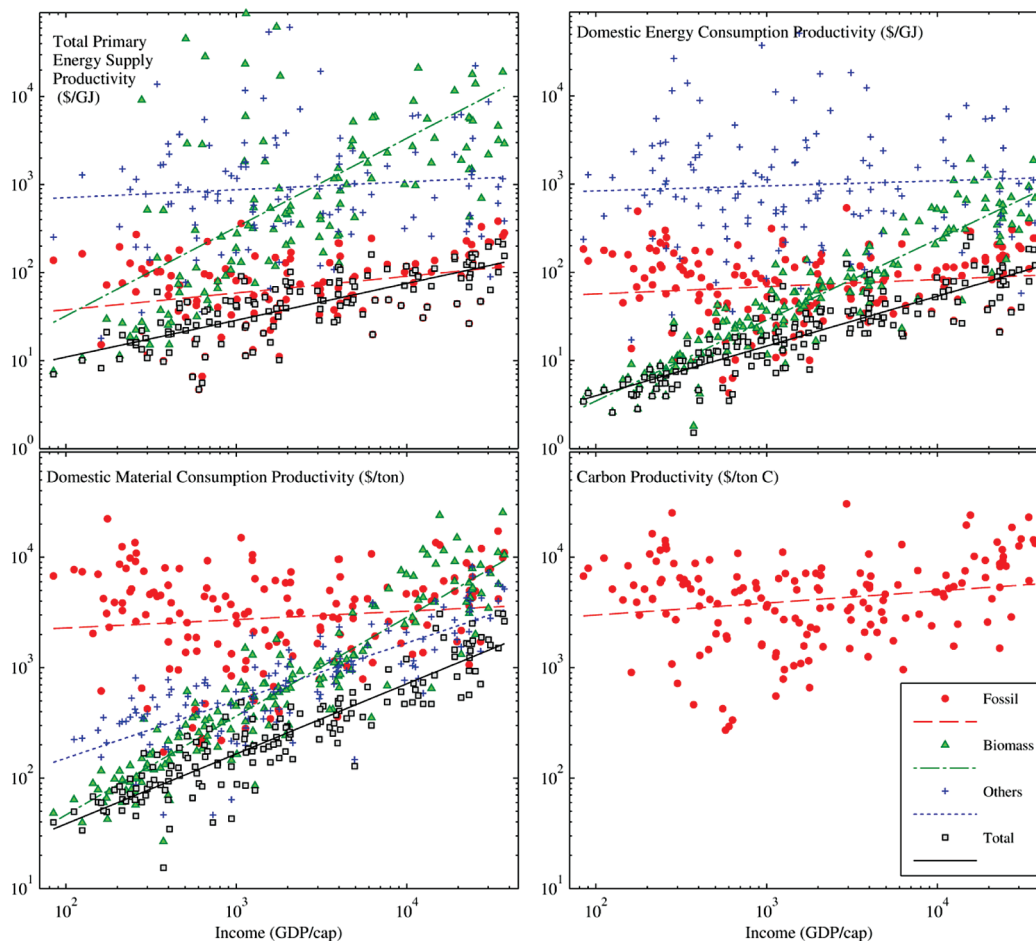 Total Primary
Energy Supply
Productivity
($/GJ)
10^4
10^3
10^2
10^1
10^0
Domestic Energy Consumption Productivity ($/GJ)
10^4
10^3
10^2
10^1
10^0
Domestic Material Consumption Productivity ($/ton)
10^4
10^3
10^2
10^1
10^2
10^3
10^4
Income (GDP/cap)
Carbon Productivity ($/ton C)
10^4
10^3
10^2
10^1
10^2
10^3
10^4
Income (GDP/cap)
Fossil
Biomass
Others
Total